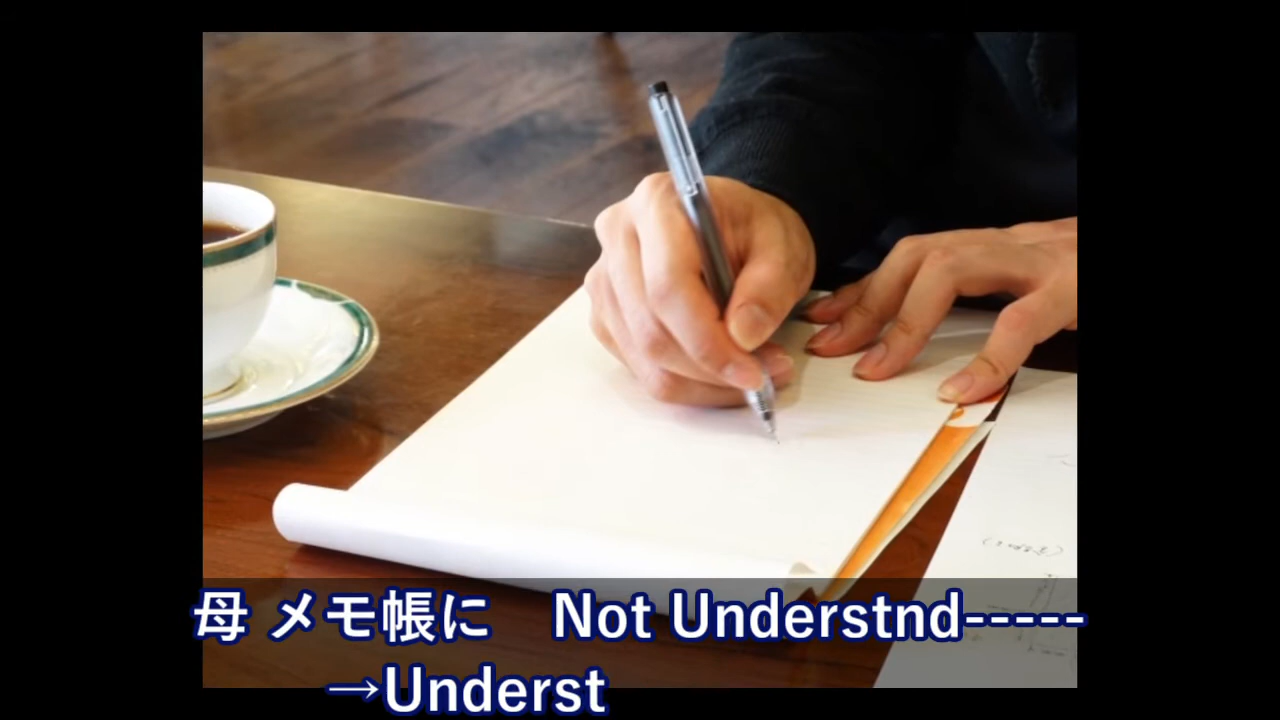 母 メモ帳に　Not Understnd-----
→Underst